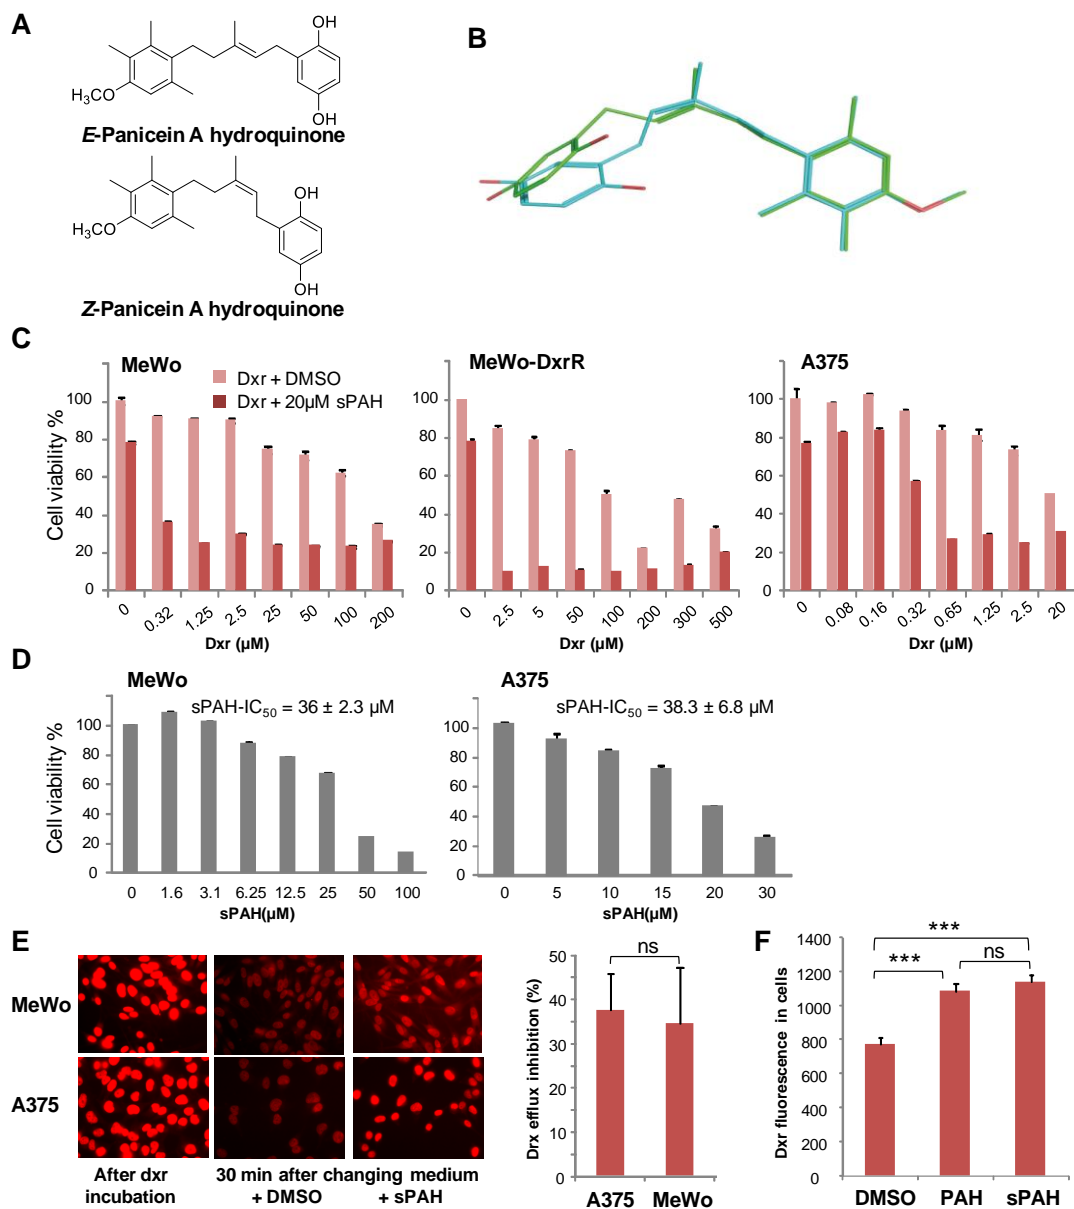 A
OH
H₃CO
OH
E-Panicein A hydroquinone
OH
H₃CO
OH
Z-Panicein A hydroquinone
B
C
MeWo
Dxr + DMSO
Dxr + 20µM sPAH
Cell viability %
100
80
60
40
20
0
0 0.32 1.25 2.5 25 50 100 200
Dxr (µM)
MeWo-DxrR
100
80
60
40
20
0
0 2.5 5 50 100 200 300 500
Dxr (µM)
A375
100
80
60
40
20
0
0 0.08 0.16 0.32 0.65 1.25 2.5 20
Dxr (µM)
D
MeWo
sPAH-IC₅₀ = 36 ± 2.3 µM
Cell viability %
100
80
60
40
20
0
0 1.6 3.1 6.25 12.5 25 50 100
sPAH(µM)
A375
sPAH-IC₅₀ = 38.3 ± 6.8 µM
100
80
60
40
20
0
0 5 10 15 20 30
sPAH(µM)
E
MeWo
A375
After dxr
incubation
30 min after changing medium
+ DMSO + sPAH
Drx efflux inhibition (%)
50
45
40
35
30
25
20
15
10
5
0
ns
A375 MeWo
F
Dxr fluorescence in cells
1400
1200
1000
800
600
400
200
0
***
***
ns
DMSO PAH sPAH